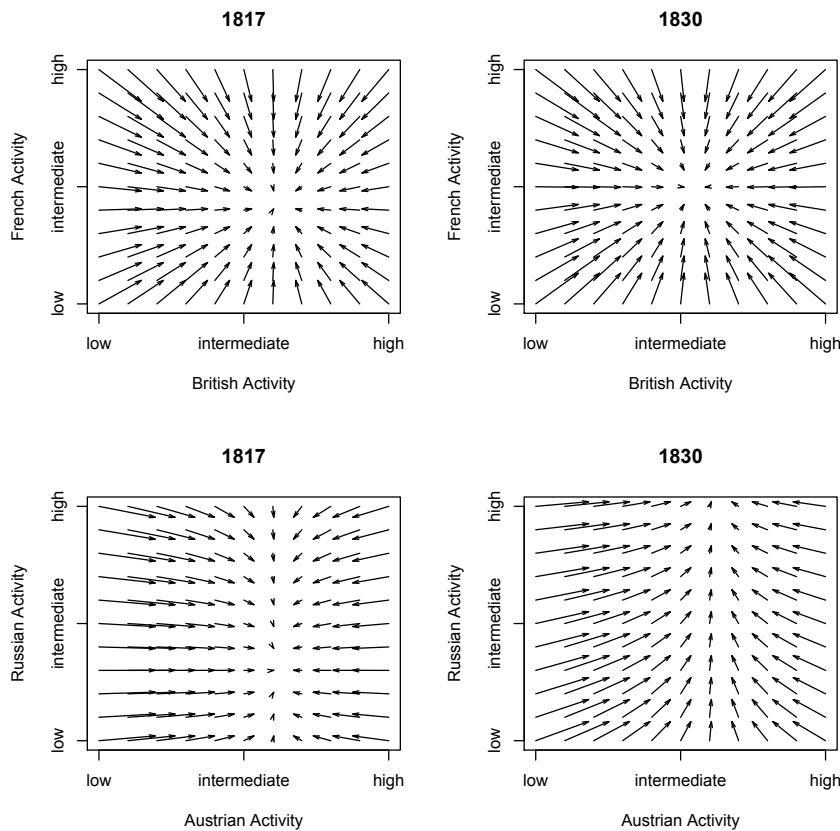 1817
French Activity
high
intermediate
low
low intermediate high
British Activity
1830
French Activity
high
intermediate
low
low intermediate high
British Activity
1817
Russian Activity
high
intermediate
low
low intermediate high
Austrian Activity
1830
Russian Activity
high
intermediate
low
low intermediate high
Austrian Activity